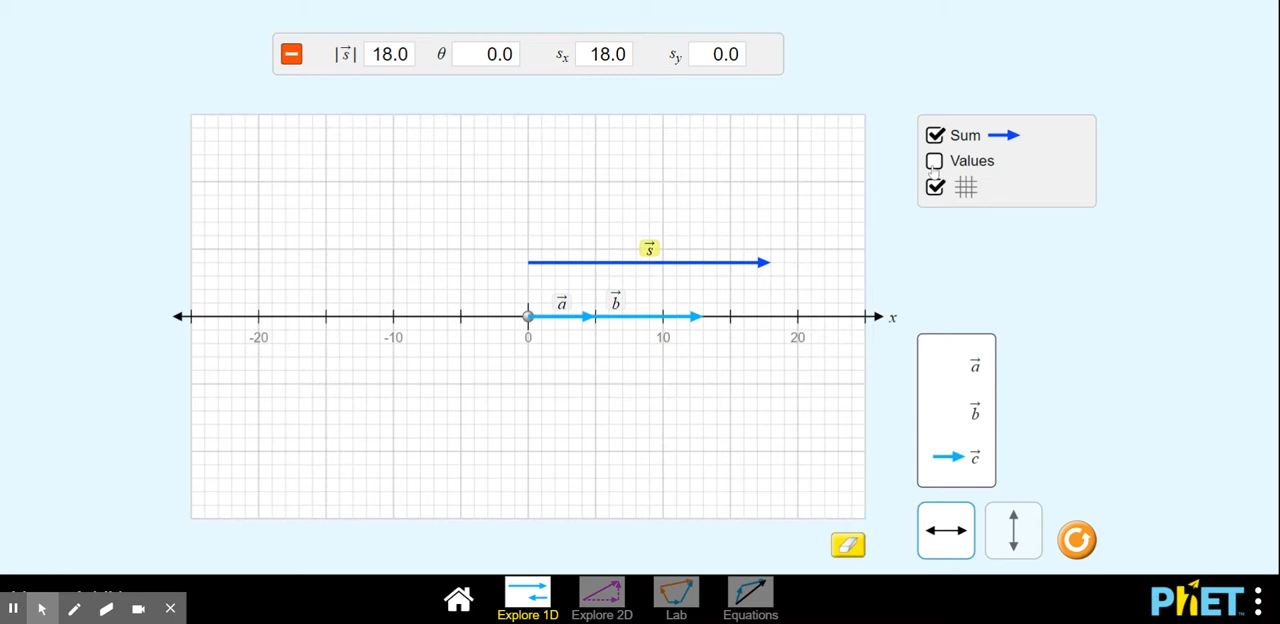 |s⃗| 18.0 θ 0.0 sₓ 18.0 s_y 0.0
Sum
Values
s⃗
a⃗ b⃗
x
-20 -10 0 10 20
a⃗
b⃗
c⃗
Explore 1D Explore 2D Lab Equations
PhET